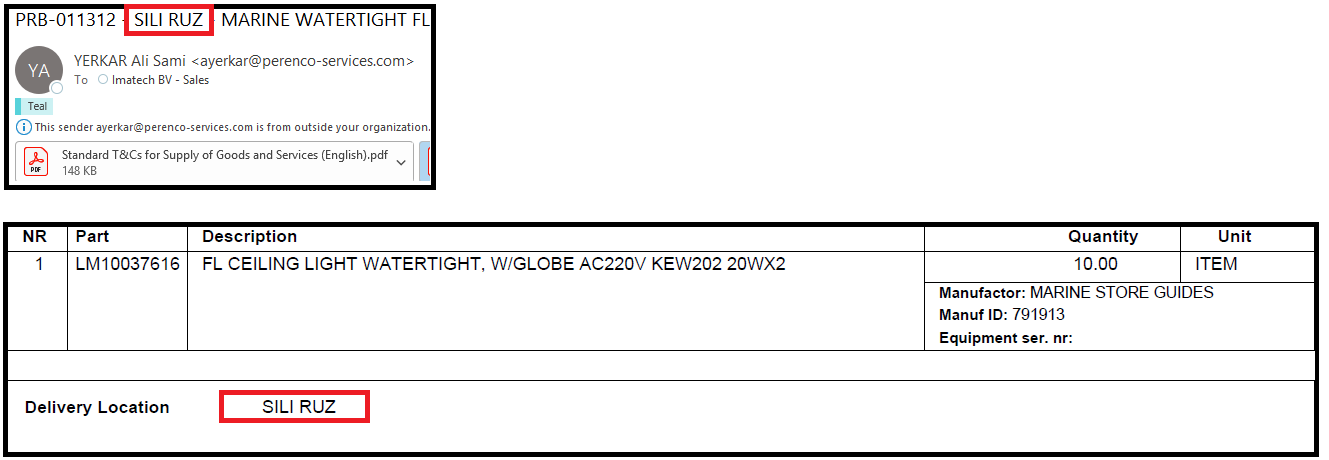 PRB-011312 - SILI RUZ - MARINE WATERTIGHT FL
YA
YERKAR Ali Sami <ayerkar@perenco-services.com>
To Imatech BV - Sales
Teal
This sender ayerkar@perenco-services.com is from outside your organization.
Standard T&Cs for Supply of Goods and Services (English).pdf
PDF
148 KB
NR Part Description Quantity Unit
1 LM10037616 FL CEILING LIGHT WATERTIGHT, W/GLOBE AC220V KEW202 20WX2 10.00 ITEM
Manufactor: MARINE STORE GUIDES
Manuf ID: 791913
Equipment ser. nr:
Delivery Location SILI RUZ